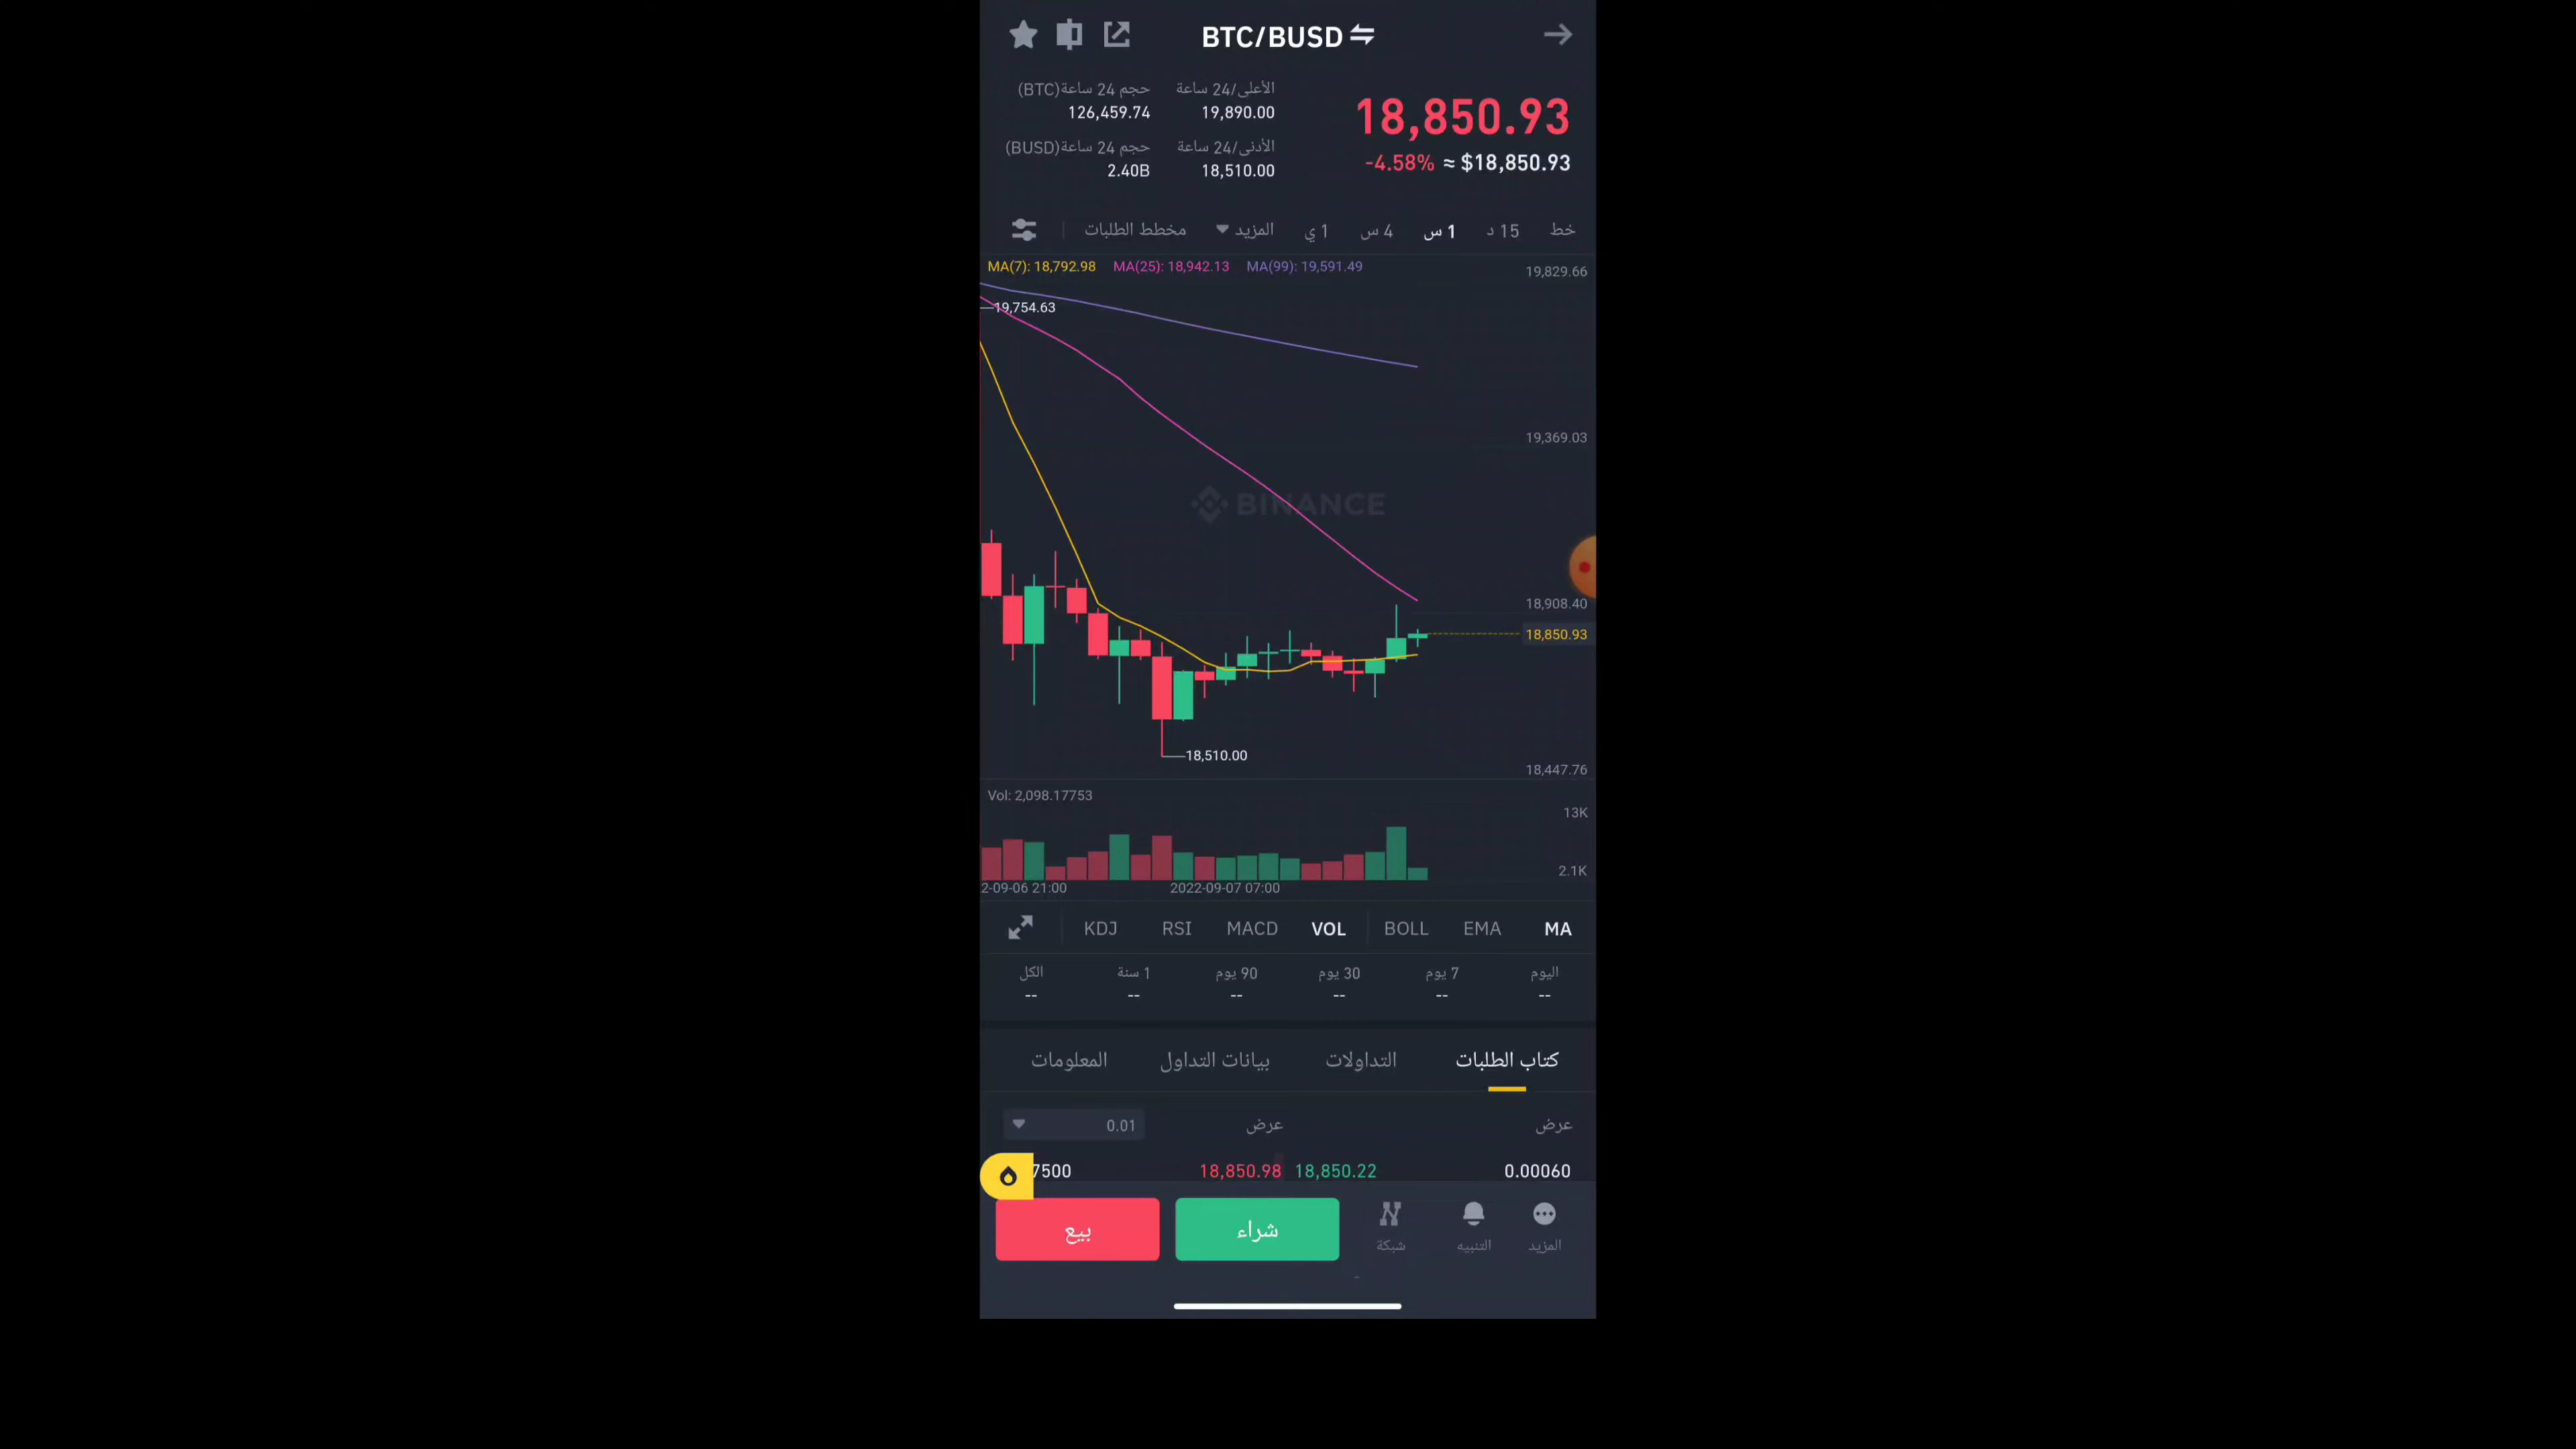 BTC/BUSD
18,850.93
-4.58% ≈ $18,850.93
الأعلى/24 ساعة
19,890.00
حجم 24 ساعة(BTC)
126,459.74
الأدنى/24 ساعة
18,510.00
حجم 24 ساعة(BUSD)
2.40B
خط 15 د 1 س 4 س 1 ي المزيد مخطط الطلبات
MA(7): 18,792.98 MA(25): 18,942.13 MA(99): 19,591.49
19,829.66
19,754.63
19,369.03
BINANCE
18,908.40
18,850.93
18,510.00
18,447.76
Vol: 2,098.17753
13K
2.1K
2-09-06 21:00 2022-09-07 07:00
KDJ RSI MACD VOL BOLL EMA MA
اليوم 7 يوم 30 يوم 90 يوم 1 سنة الكل
-- -- -- -- -- --
كتاب الطلبات التداولات بيانات التداول المعلومات
عرض عرض 0.01
0.00060 18,850.22 18,850.98 7500
المزيد التنبيه شبكة شراء بيع